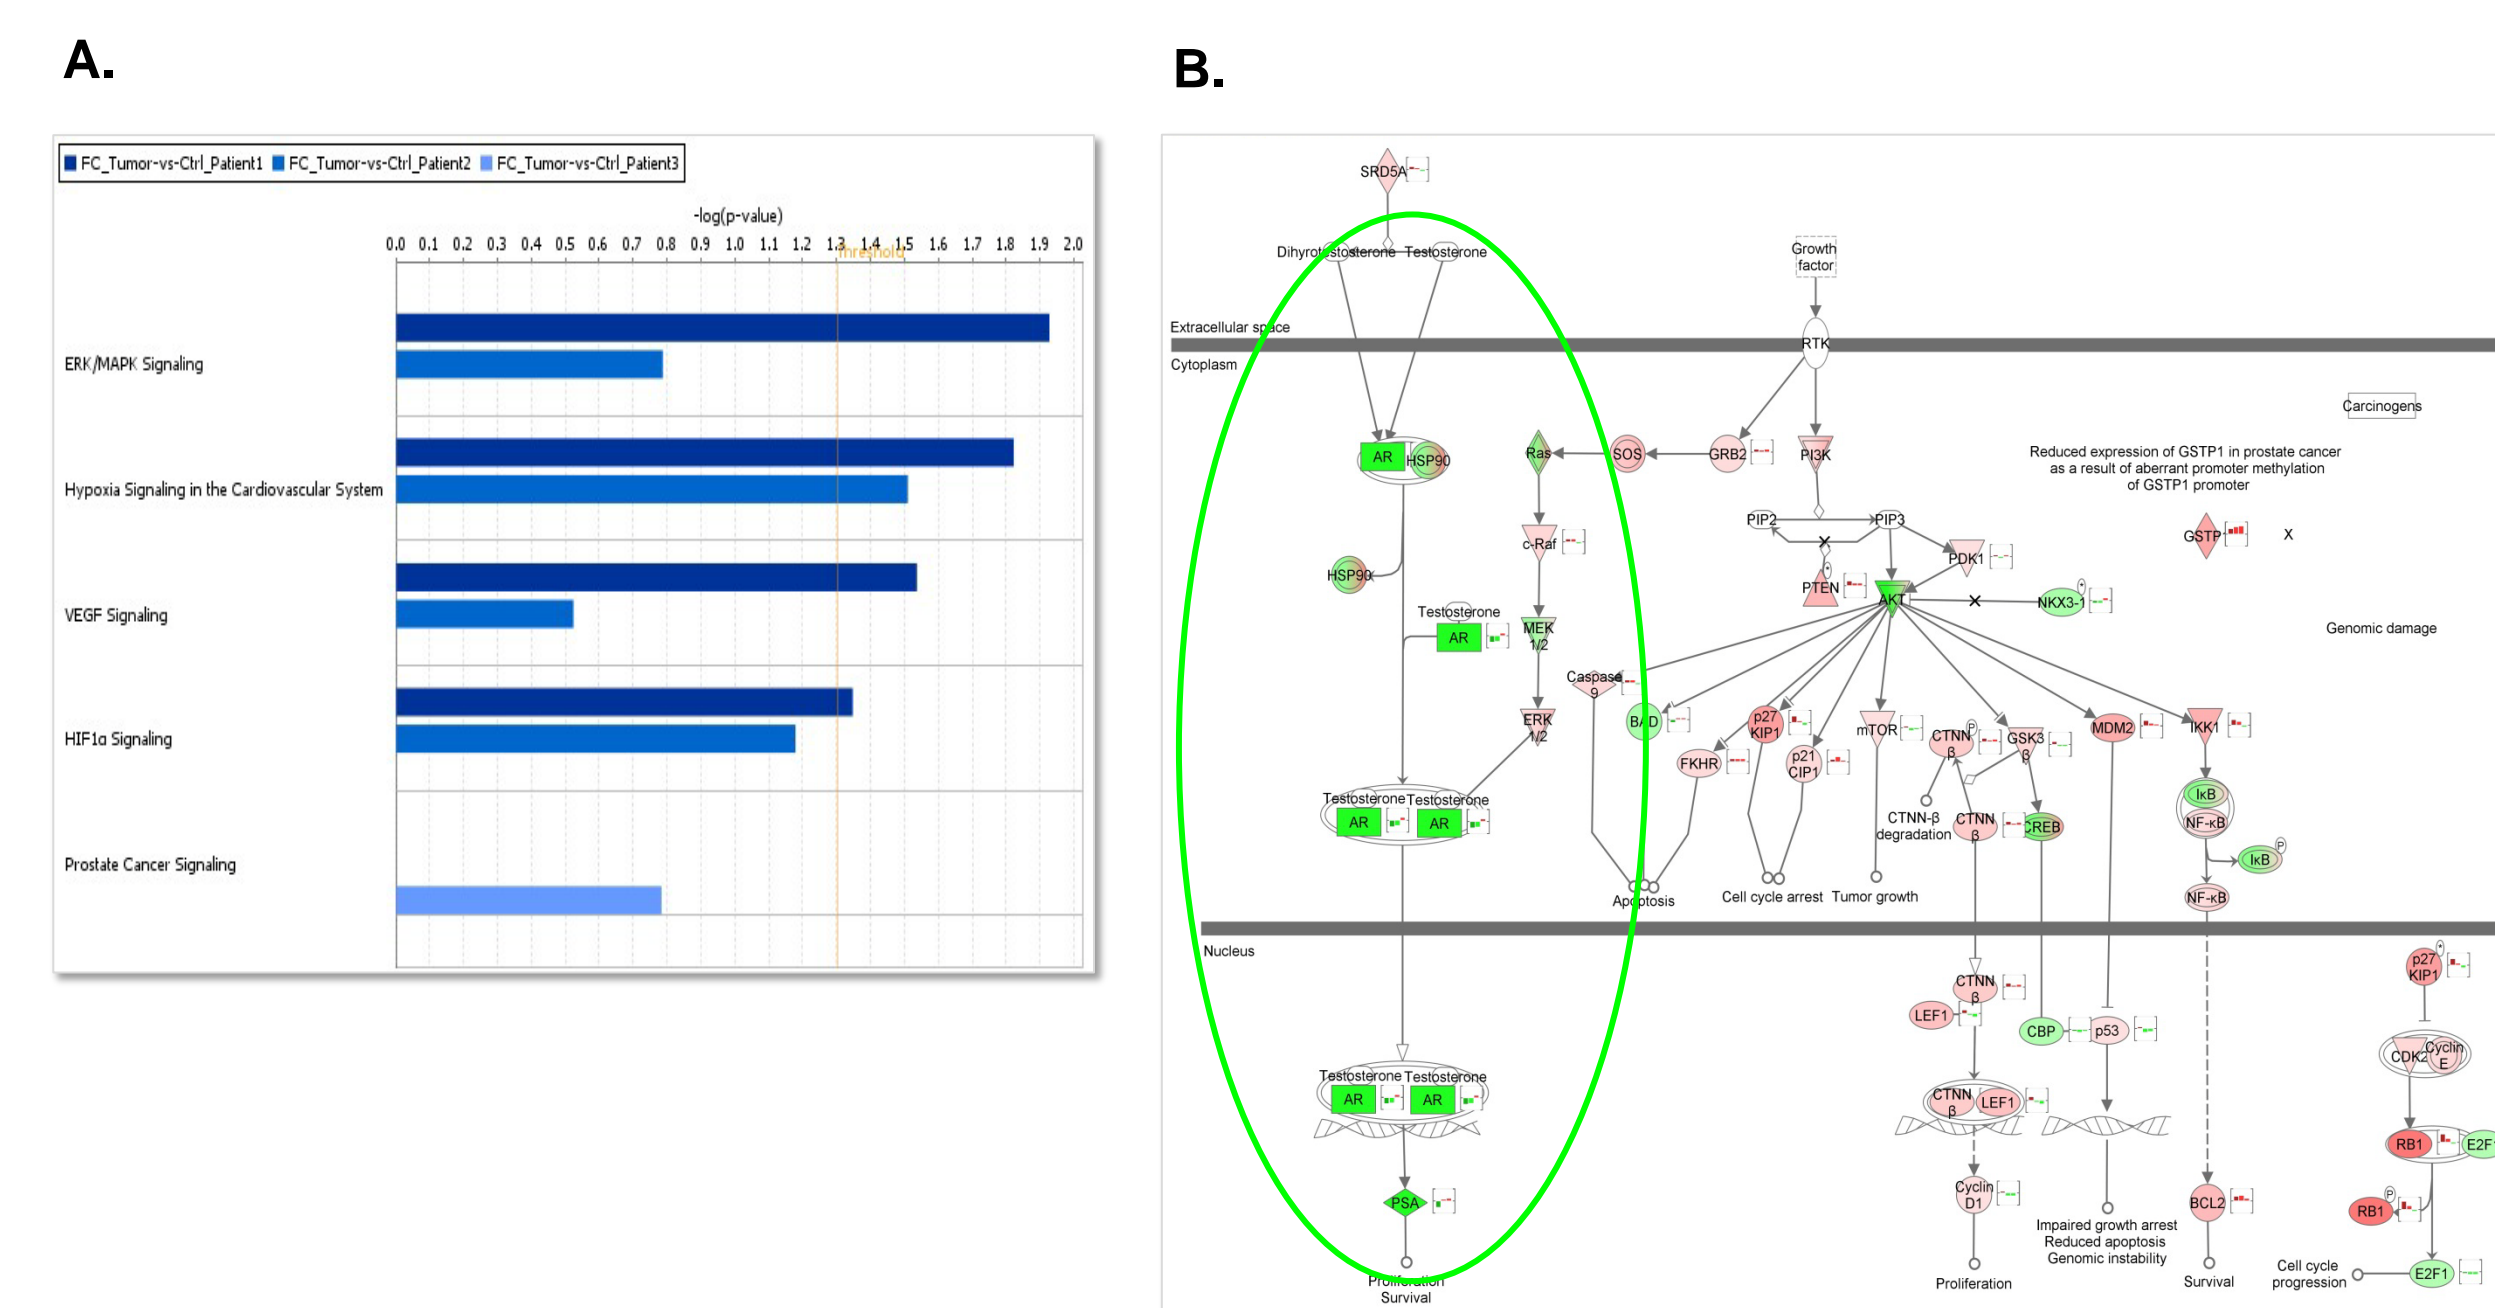 A.
B.
FC_Tumor-vs-Ctrl_Patient1 FC_Tumor-vs-Ctrl_Patient2 FC_Tumor-vs-Ctrl_Patient3
-log(p-value)
0.0 0.1 0.2 0.3 0.4 0.5 0.6 0.7 0.8 0.9 1.0 1.1 1.2 1.3 1.4 1.5 1.6 1.7 1.8 1.9 2.0
Threshold
ERK/MAPK Signaling
Hypoxia Signaling in the Cardiovascular System
VEGF Signaling
HIF1α Signaling
Prostate Cancer Signaling
SRD5A
Dihyrotestosterone Testosterone
Growth
factor
Extracellular space
RTK
Cytoplasm
Carcinogens
AR HSP90 Ras SOS GRB2 PI3K
Reduced expression of GSTP1 in prostate cancer
as a result of aberrant promoter methylation
of GSTP1 promoter
PIP2 PIP3
GSTP X
c-Raf X PDK1
HSP90 PTEN * AKT X NKX3-1 *
Testosterone
AR MEK
1/2
Genomic damage
Caspase
9
ERK
1/2
BAD p27
KIP1
mTOR CTNN
β
P
GSK3
β
MDM2 IKK1
FKHR p21
CIP1
Testosterone Testosterone
AR AR
CTNN-β
degradation
CTNN
β
CREB
IκB
NF-κB
IκB P
NF-κB
Apoptosis Cell cycle arrest Tumor growth
Nucleus
p27
KIP1
*
CTNN
β
LEF1 CBP p53
CDK2 Cyclin
E
Testosterone Testosterone
AR AR
CTNN
β
LEF1
RB1 E2F
PSA Cyclin
D1
BCL2 RB1 P
Impaired growth arrest
Reduced apoptosis
Genomic instability
Proliferation
Survival
Proliferation Survival
Cell cycle
progression
E2F1